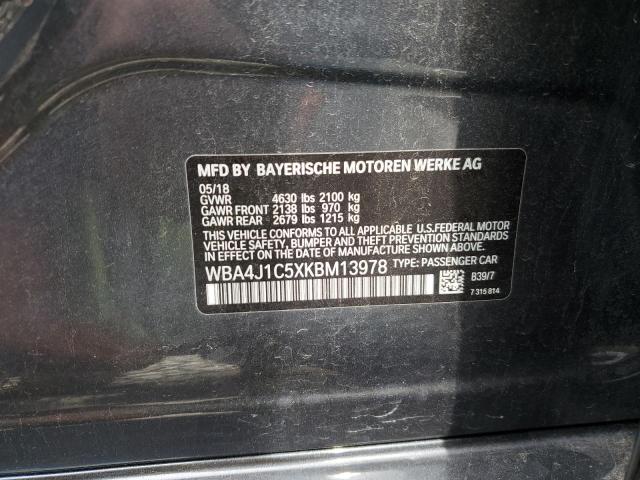 MFD BY BAYERISCHE MOTOREN WERKE AG
05/18
GVWR 4630 lbs 2100 kg
GAWR FRONT 2138 lbs 970 kg
GAWR REAR 2679 lbs 1215 kg
THIS VEHICLE CONFORMS TO ALL APPLICABLE U.S.FEDERAL MOTOR
VEHICLE SAFETY, BUMPER AND THEFT PREVENTION STANDARDS
IN EFFECT ON THE DATE OF MANUFACTURE SHOWN ABOVE.
WBA4J1C5XKBM13978 TYPE: PASSENGER CAR
B39/7
7 315 814